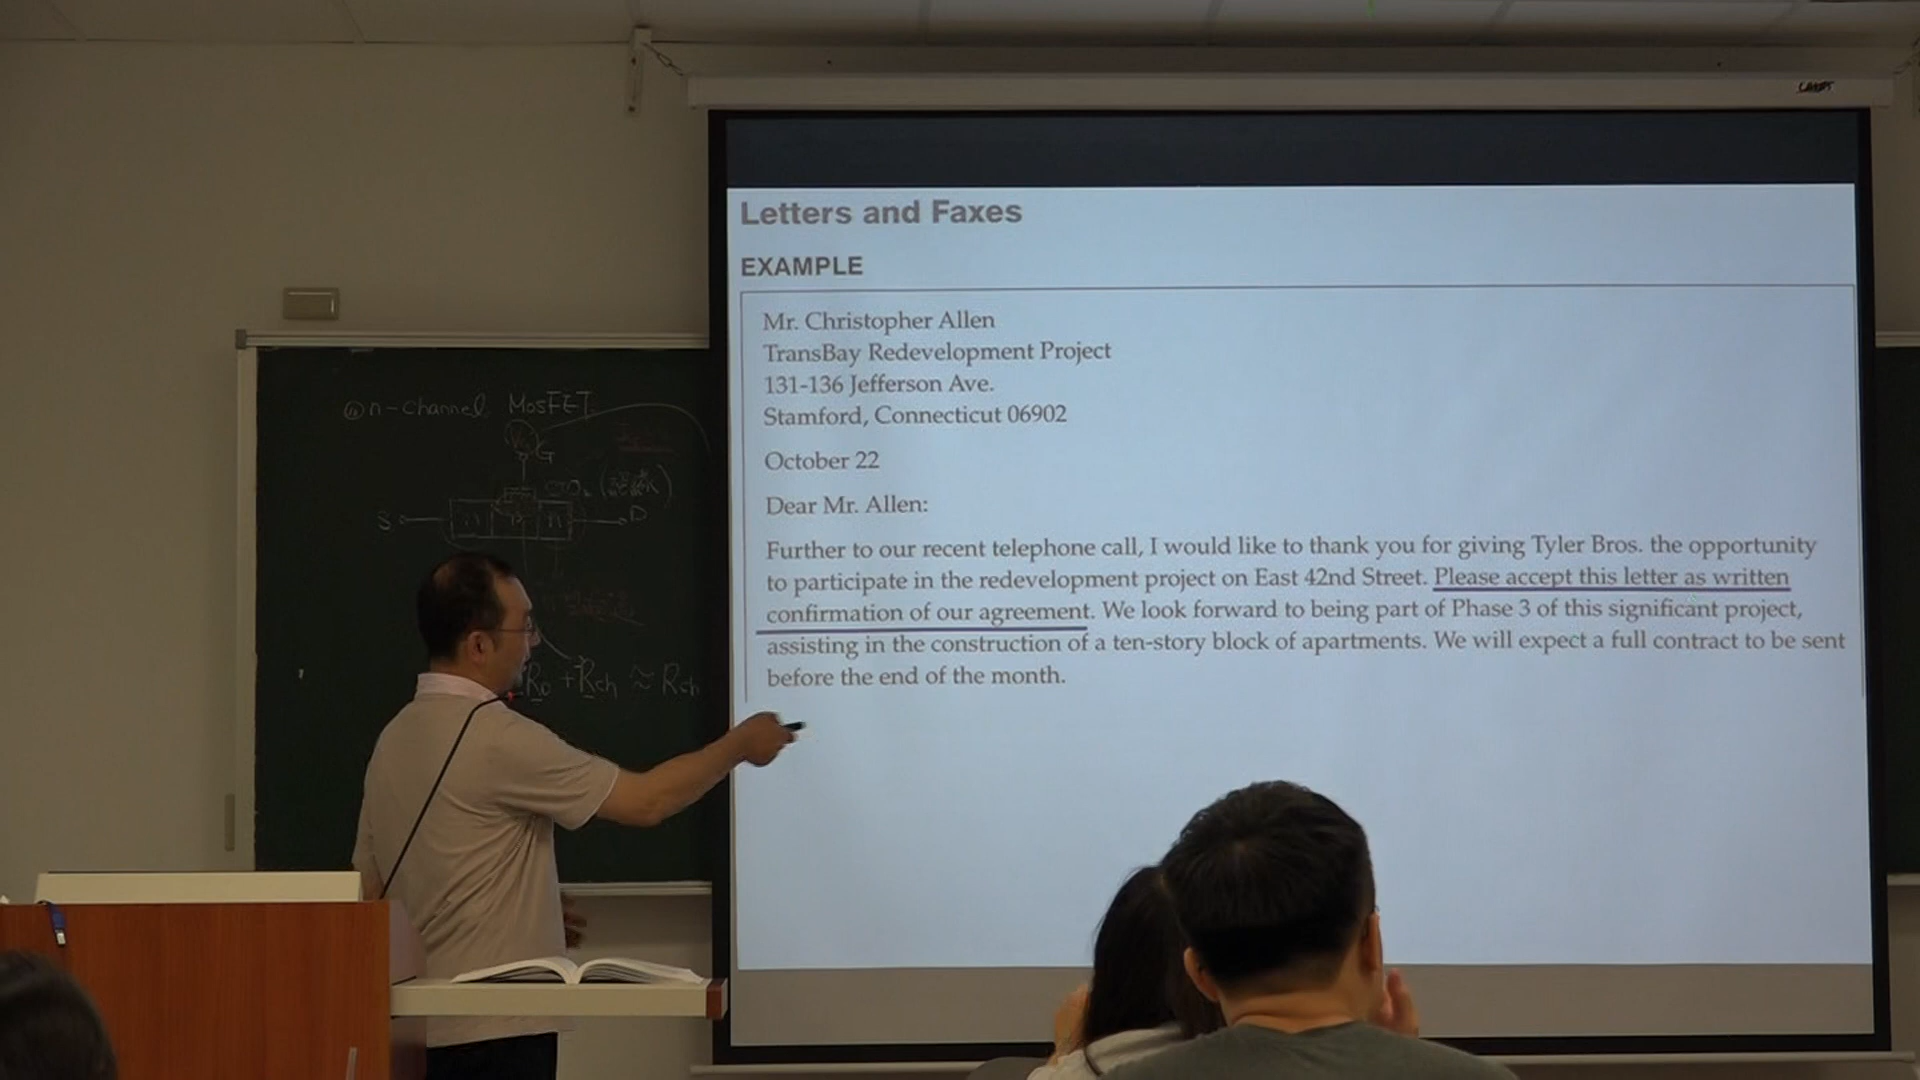 n-channel MOSFET
G
S
D
Ro + Rch ≈ Rch
Letters and Faxes
EXAMPLE
Mr. Christopher Allen
TransBay Redevelopment Project
131-136 Jefferson Ave.
Stamford, Connecticut 06902
October 22
Dear Mr. Allen:
Further to our recent telephone call, I would like to thank you for giving Tyler Bros. the opportunity
to participate in the redevelopment project on East 42nd Street. Please accept this letter as written
confirmation of our agreement. We look forward to being part of Phase 3 of this significant project,
assisting in the construction of a ten-story block of apartments. We will expect a full contract to be sent
before the end of the month.